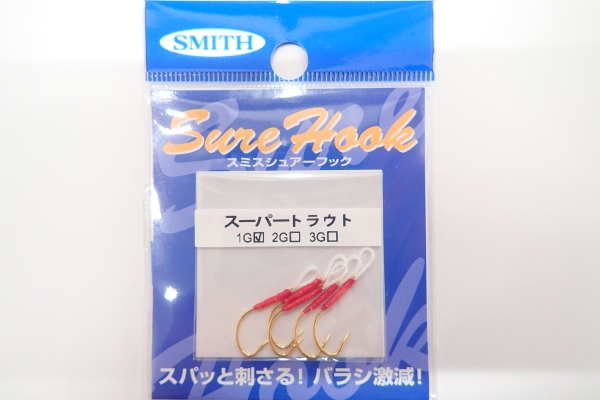 SMITH
Sure Hook
スミスシュアーフック
スーパートラウト
1G☑ 2G☐ 3G☐
スパッと刺さる!バラシ激減!